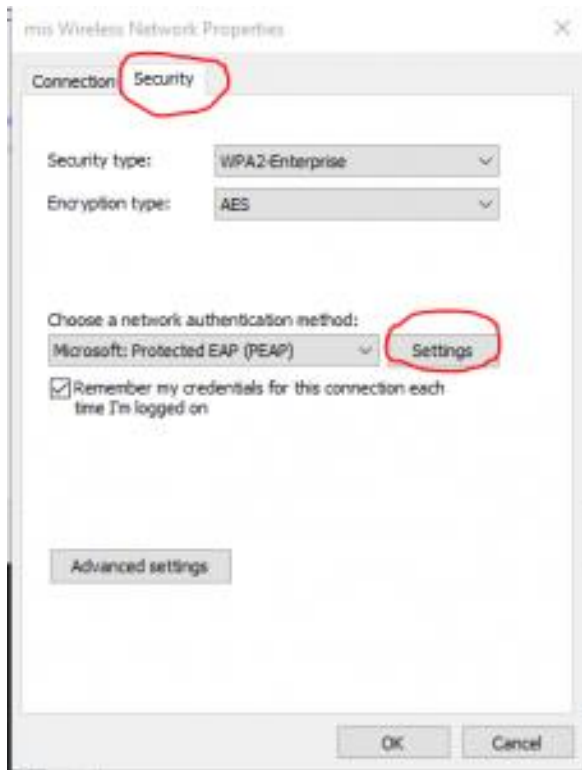 mis Wireless Network Properties
Connection Security
Security type: WPA2-Enterprise
Encryption type: AES
Choose a network authentication method:
Microsoft: Protected EAP (PEAP) Settings
Remember my credentials for this connection each
time I'm logged on
Advanced settings
OK Cancel